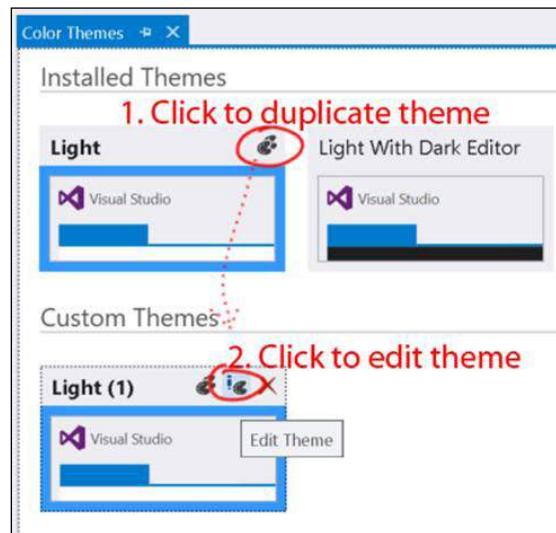 Color Themes
Installed Themes
1. Click to duplicate theme
Light
Light With Dark Editor
Visual Studio
Visual Studio
Custom Themes
2. Click to edit theme
Light (1)
Visual Studio
Edit Theme